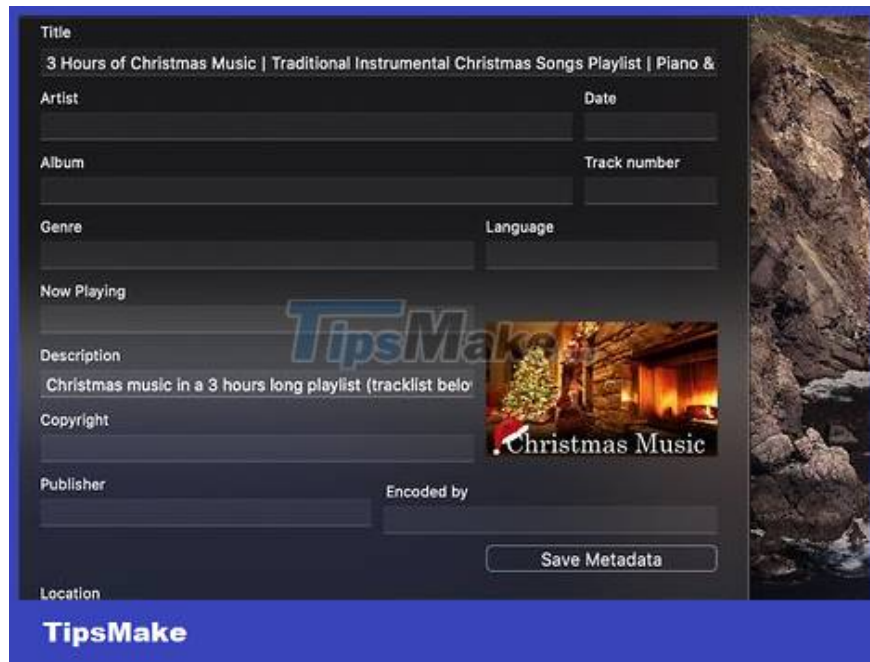 Title
3 Hours of Christmas Music | Traditional Instrumental Christmas Songs Playlist | Piano &
Artist
Date
Album
Track number
Genre
Language
Now Playing
TipsMake
Description
Christmas music in a 3 hours long playlist (tracklist belo
Christmas Music
Copyright
Publisher
Encoded by
Save Metadata
Location
TipsMake